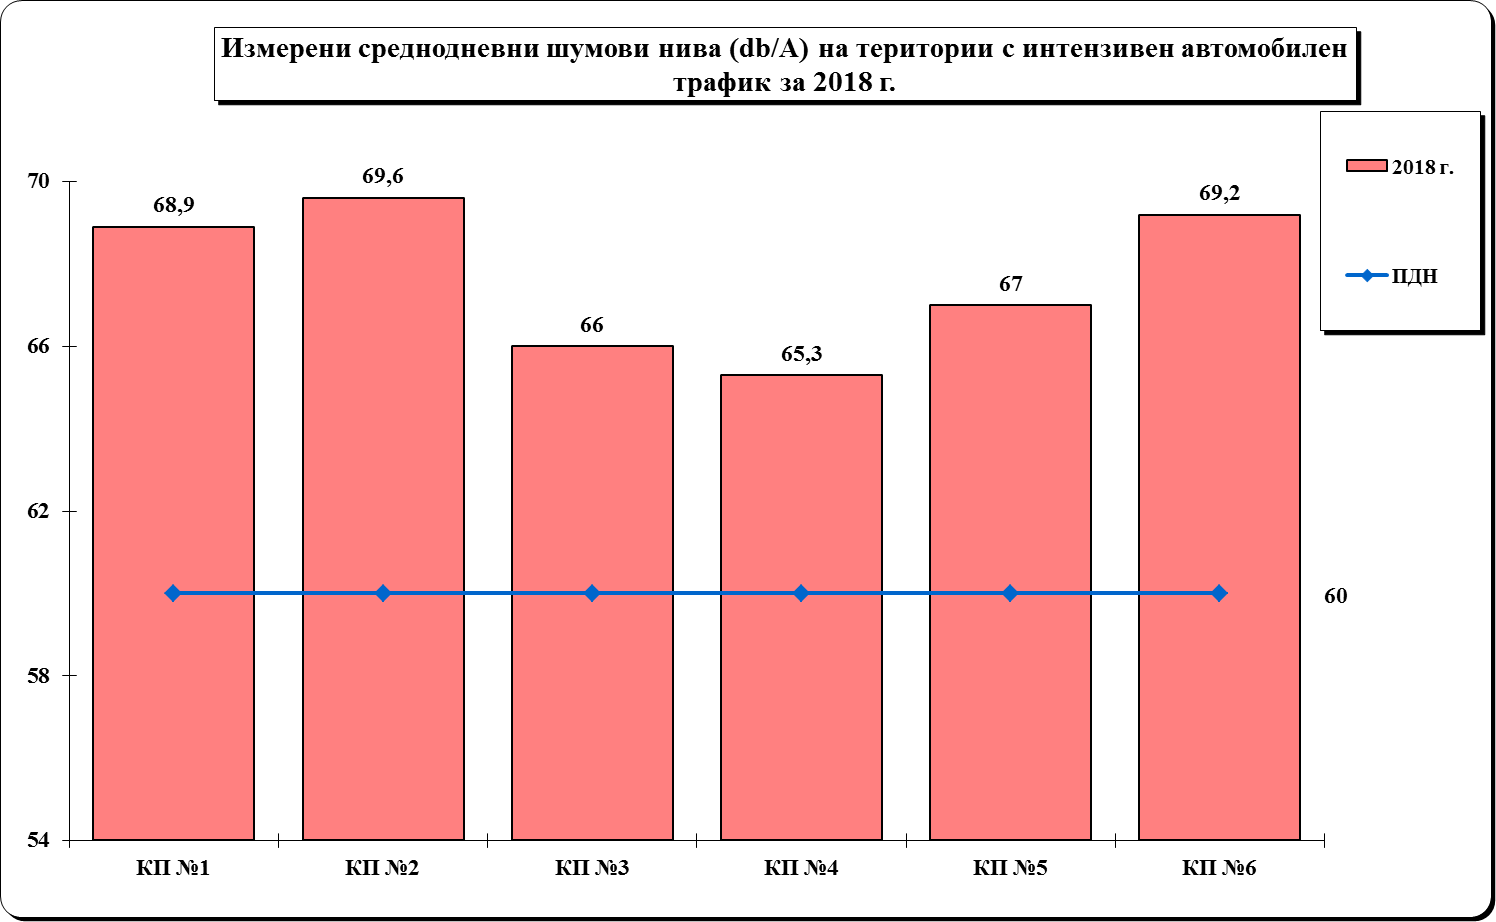 Измерени среднодневни шумови нива (db/A) на територии с интензивен автомобилен
трафик за 2018 г.
2018 г.
ПДН
70
66
62
58
54
68,9
69,6
66
65,3
67
69,2
60
КП №1
КП №2
КП №3
КП №4
КП №5
КП №6